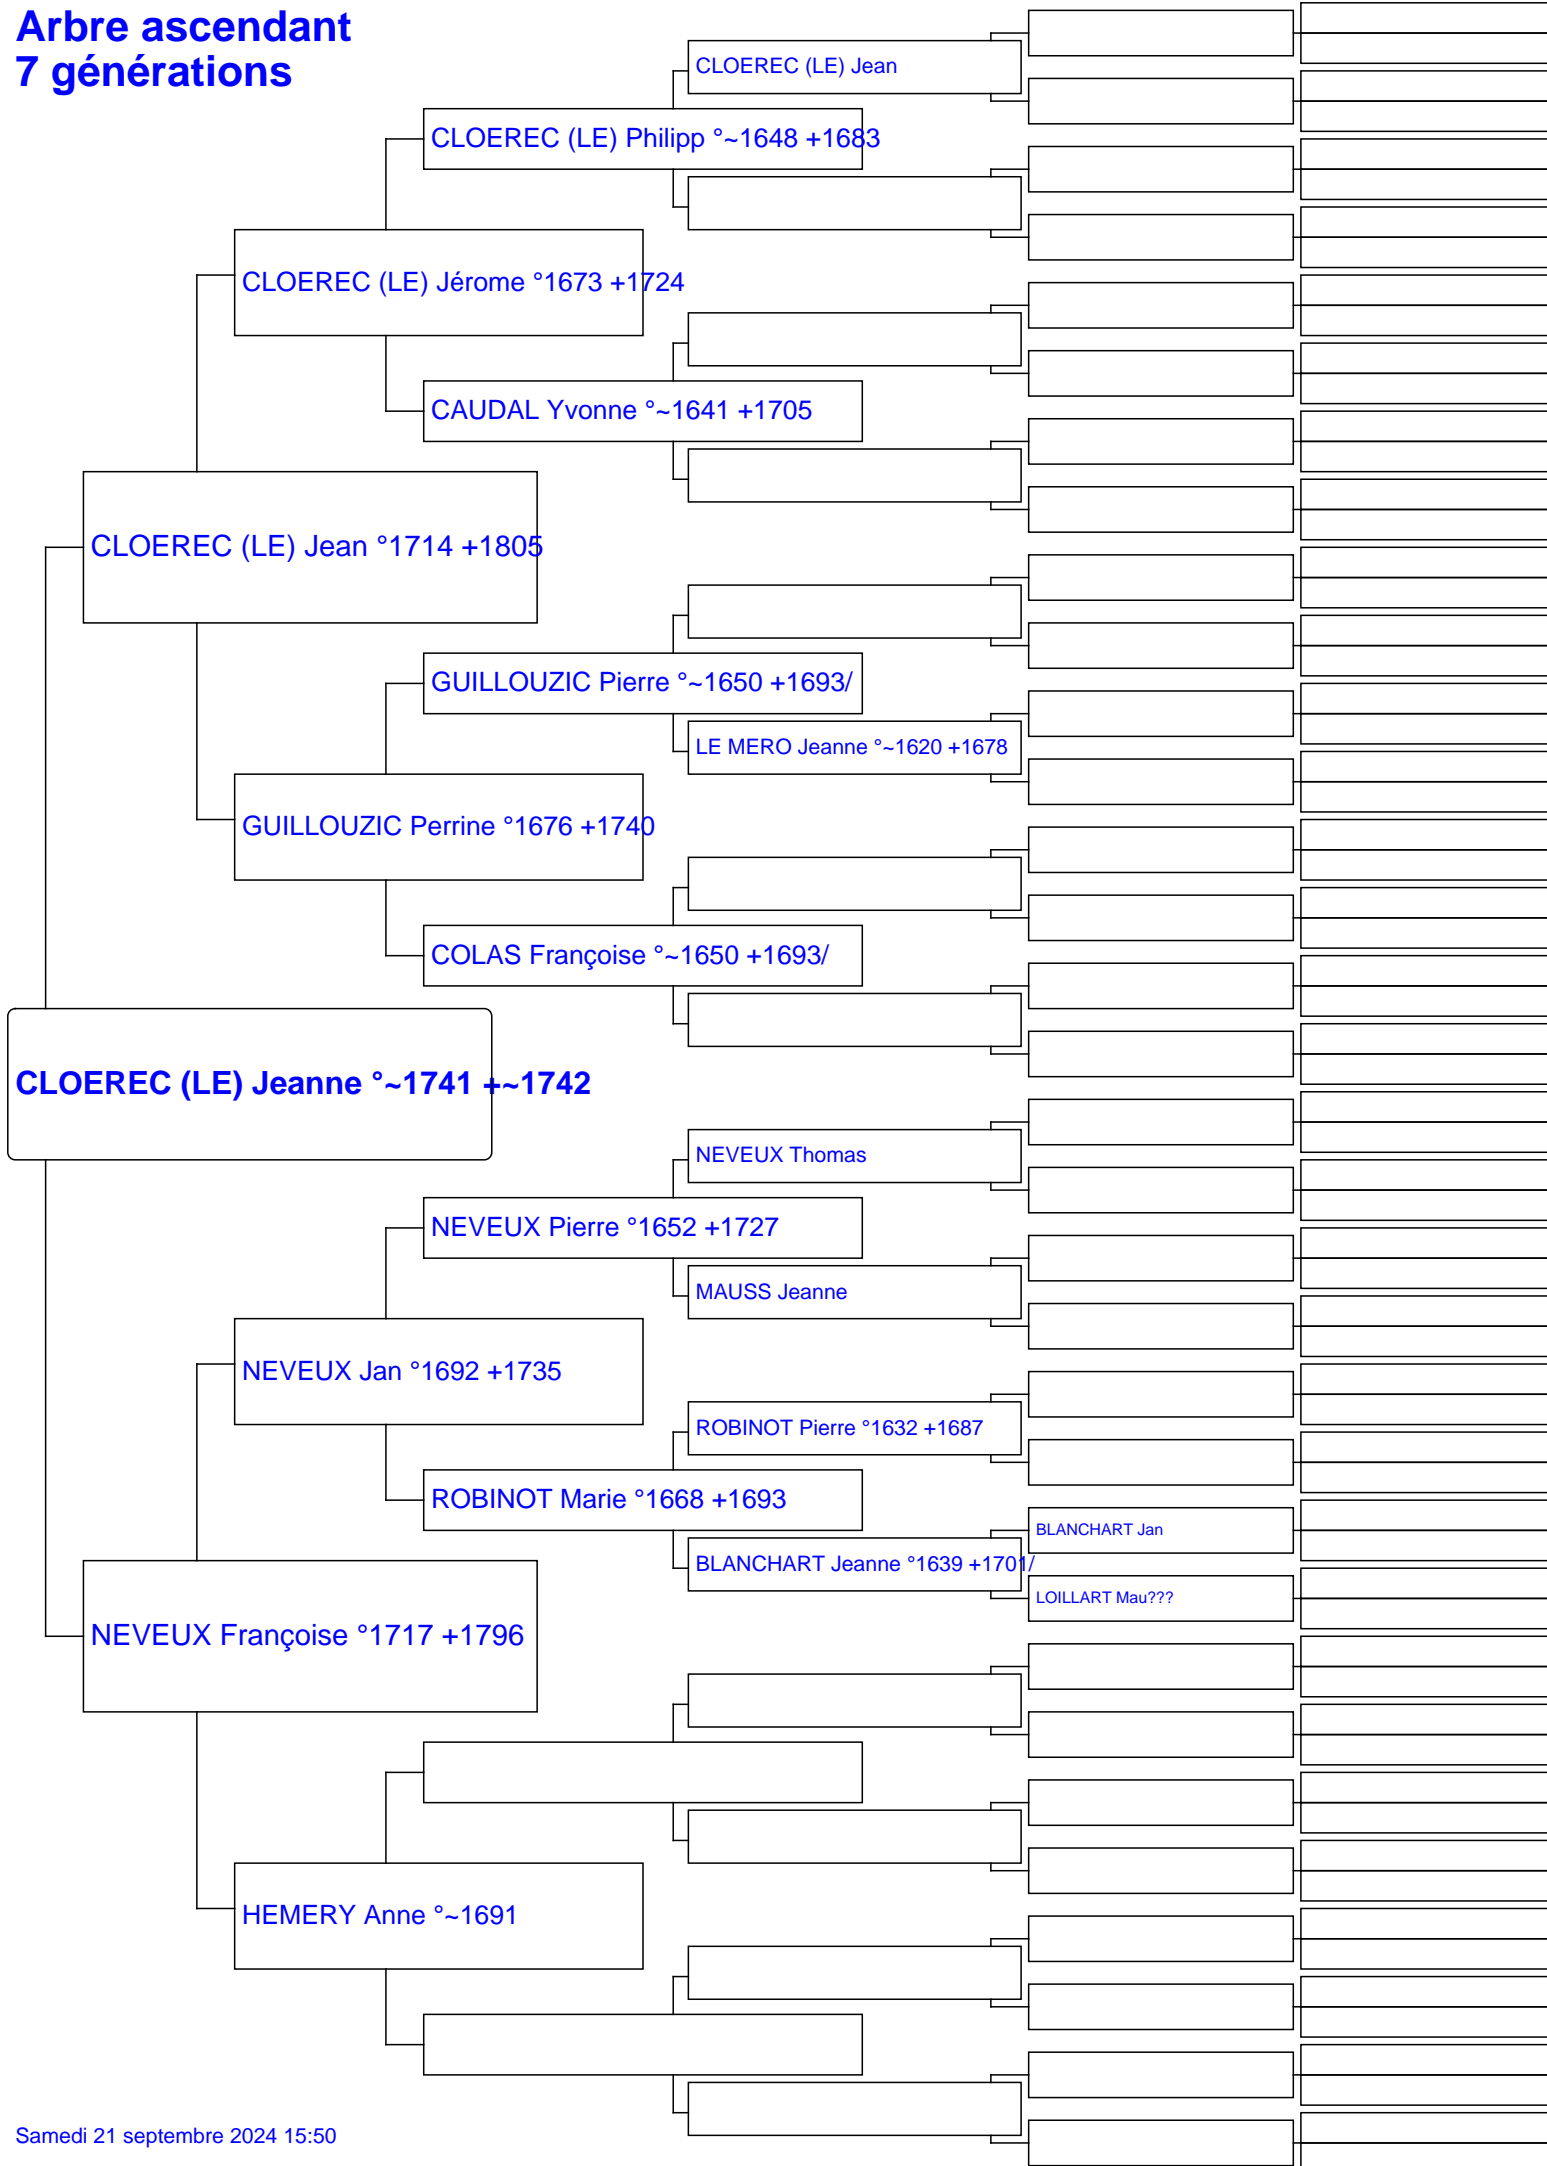 Arbre ascendant
7 générations
CLOEREC (LE) Jean
CLOEREC (LE) Philipp °~1648 +1683
CLOEREC (LE) Jérome °1673 +1724
CAUDAL Yvonne °~1641 +1705
CLOEREC (LE) Jean °1714 +1805
GUILLOUZIC Pierre °~1650 +1693/
LE MERO Jeanne °~1620 +1678
GUILLOUZIC Perrine °1676 +1740
COLAS Françoise °~1650 +1693/
CLOEREC (LE) Jeanne °~1741 +~1742
NEVEUX Thomas
NEVEUX Pierre °1652 +1727
MAUSS Jeanne
NEVEUX Jan °1692 +1735
ROBINOT Pierre °1632 +1687
ROBINOT Marie °1668 +1693
BLANCHART Jan
BLANCHART Jeanne °1639 +1701/
LOILLART Mau???
NEVEUX Françoise °1717 +1796
HEMERY Anne °~1691
Samedi 21 septembre 2024 15:50